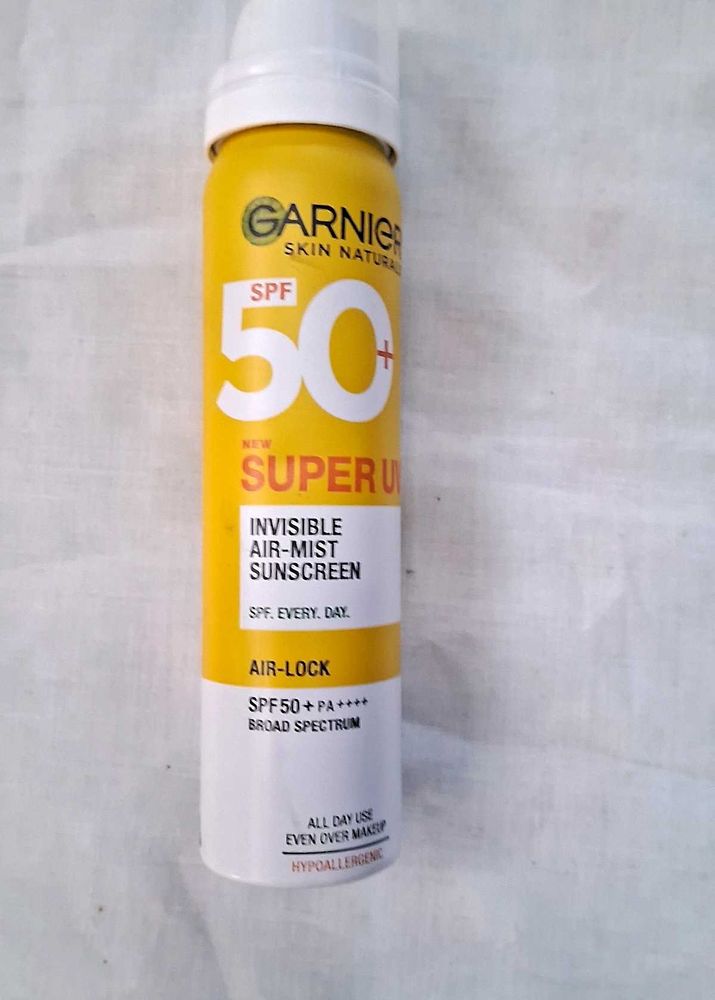 GARNIER
SKIN NATURALS
SPF
50+
NEW
SUPER UV
INVISIBLE
AIR-MIST
SUNSCREEN
SPF. EVERY. DAY.
AIR-LOCK
SPF50+ PA++++
BROAD SPECTRUM
ALL DAY USE
EVEN OVER MAKEUP
HYPOALLERGENIC